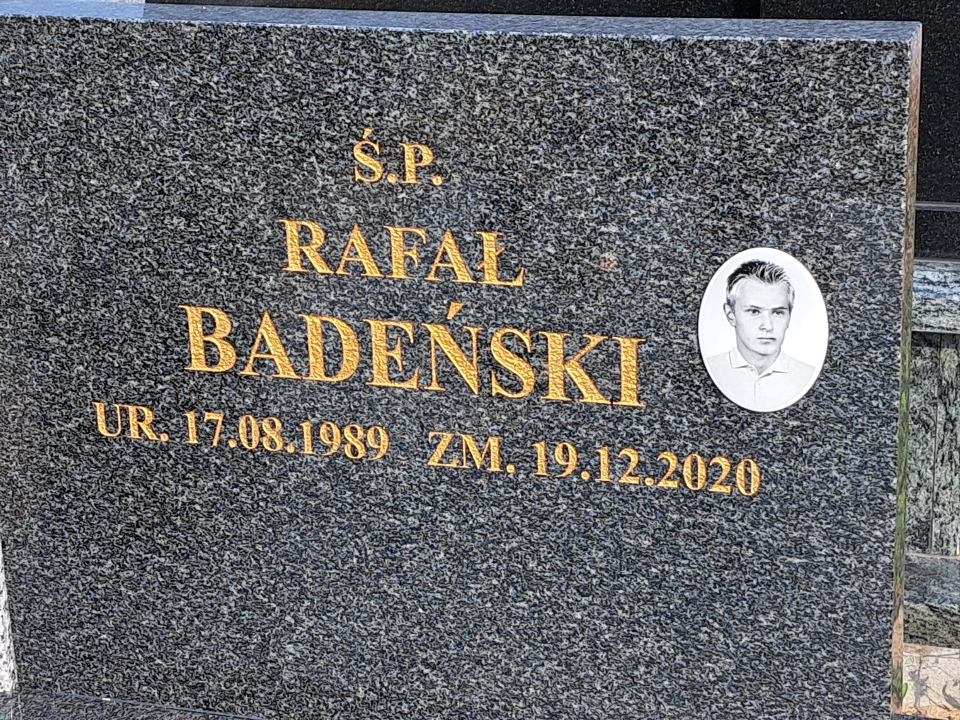 Ś.P.
RAFAŁ
BADEŃSKI
UR. 17.08.1989 ZM. 19.12.2020